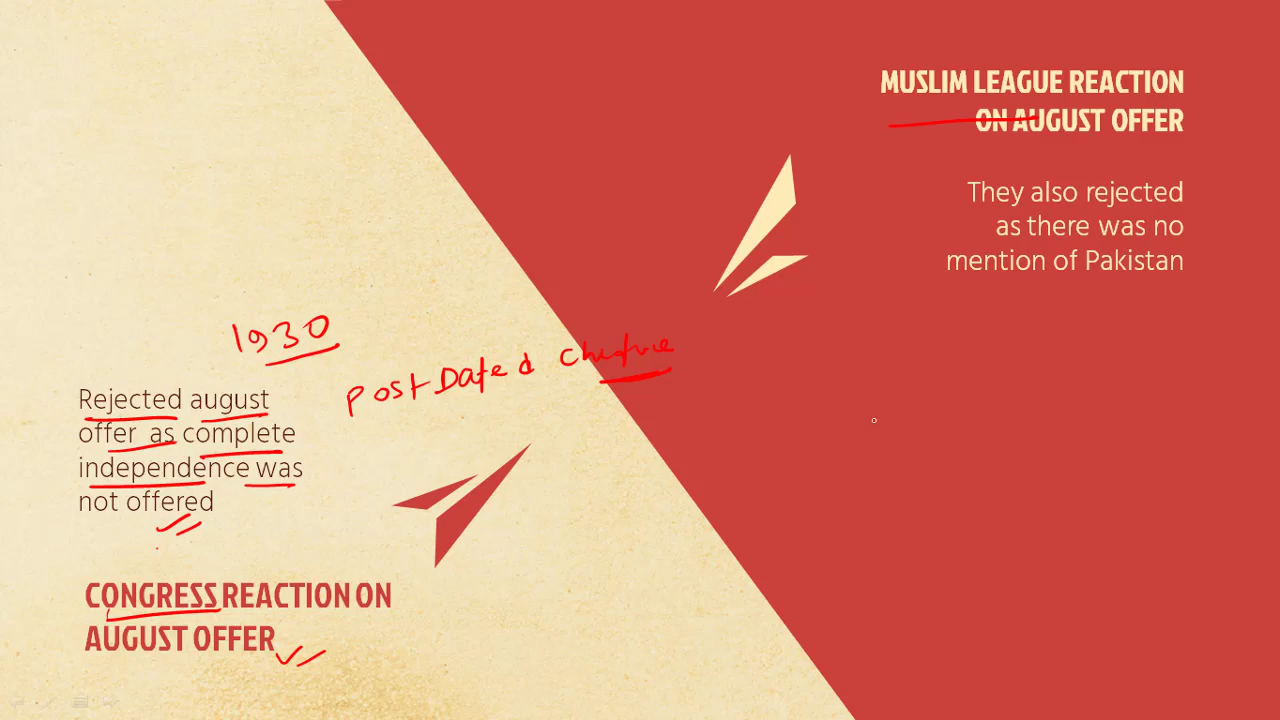 MUSLIM LEAGUE REACTION
ON AUGUST OFFER
They also rejected
as there was no
mention of Pakistan
1930
Post Dated Cheque
Rejected august
offer as complete
independence was
not offered
CONGRESS REACTION ON
AUGUST OFFER